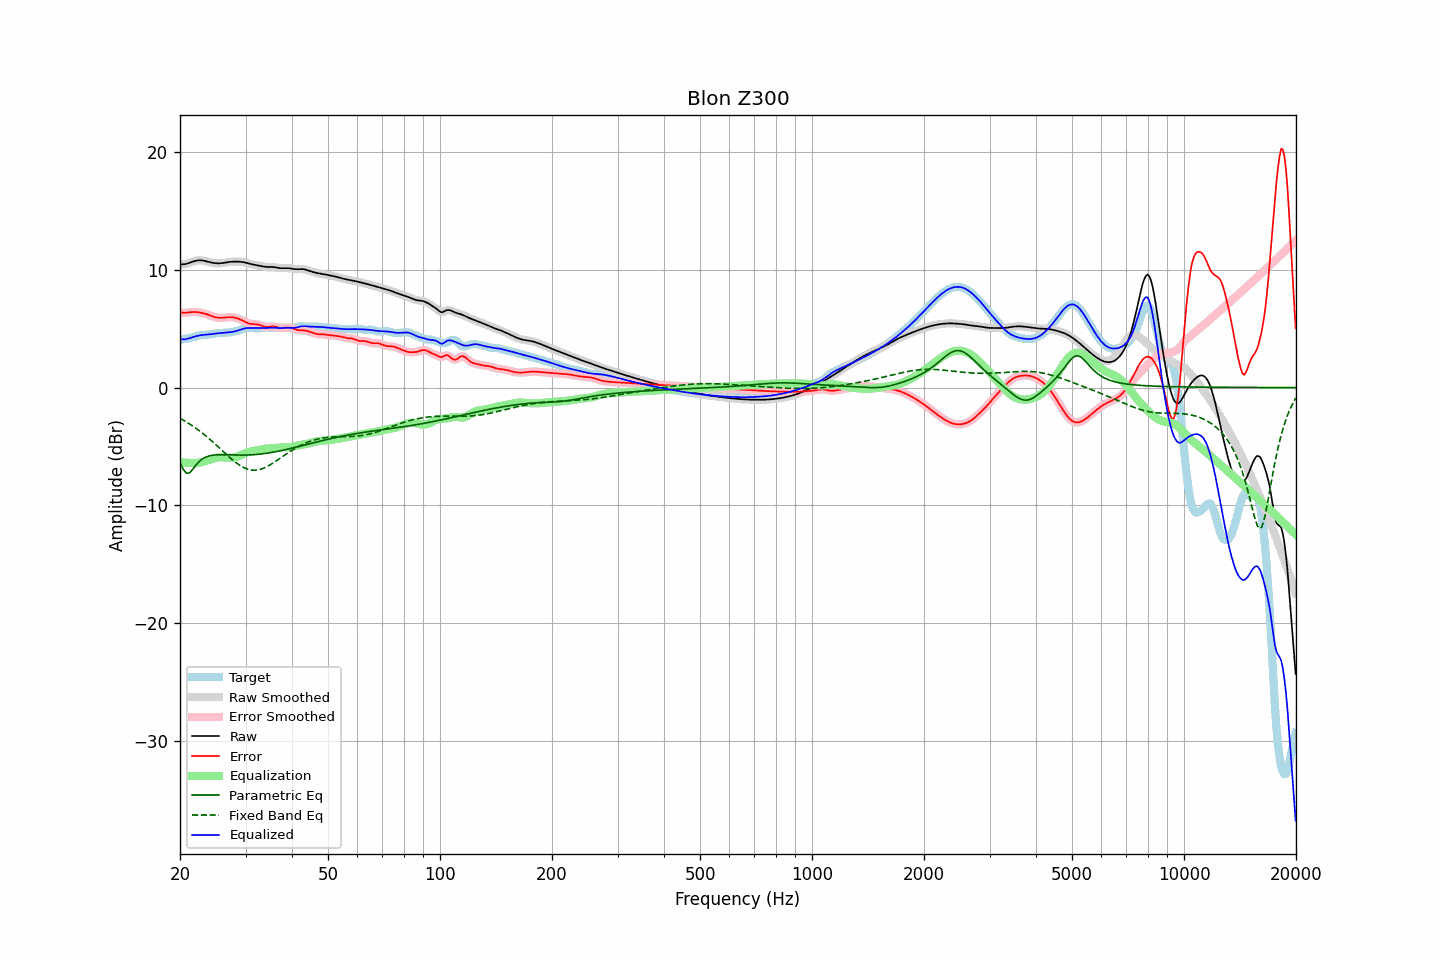 Blon Z300
Amplitude (dBr)
20
10
0
−10
−20
−30
Target
Raw Smoothed
Error Smoothed
Raw
Error
Equalization
Parametric Eq
Fixed Band Eq
Equalized
20 50 100 200 500 1000 2000 5000 10000 20000
Frequency (Hz)